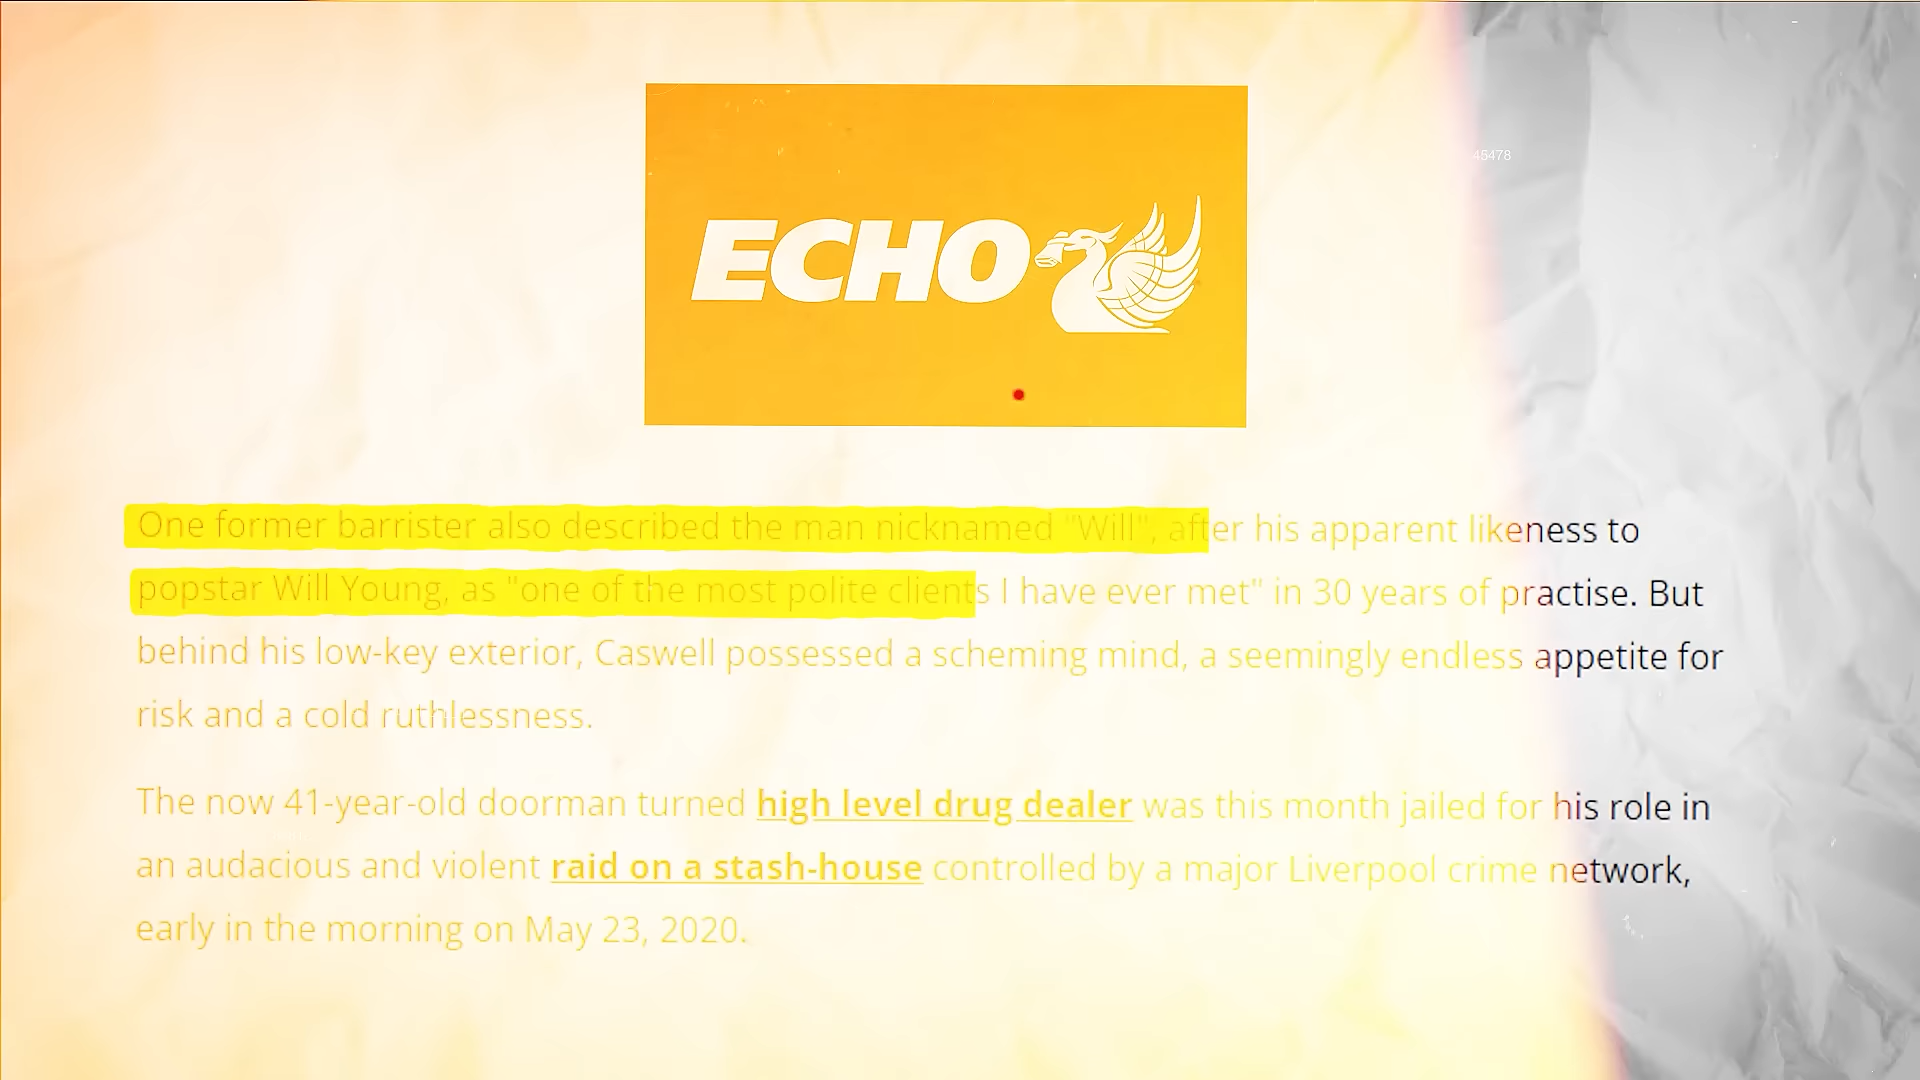 45478
ECHO
One former barrister also described the man nicknamed "Will", after his apparent likeness to
popstar Will Young, as "one of the most polite clients I have ever met" in 30 years of practise. But
behind his low-key exterior, Caswell possessed a scheming mind, a seemingly endless appetite for
risk and a cold ruthlessness.
The now 41-year-old doorman turned high level drug dealer was this month jailed for his role in
an audacious and violent raid on a stash-house controlled by a major Liverpool crime network,
early in the morning on May 23, 2020.